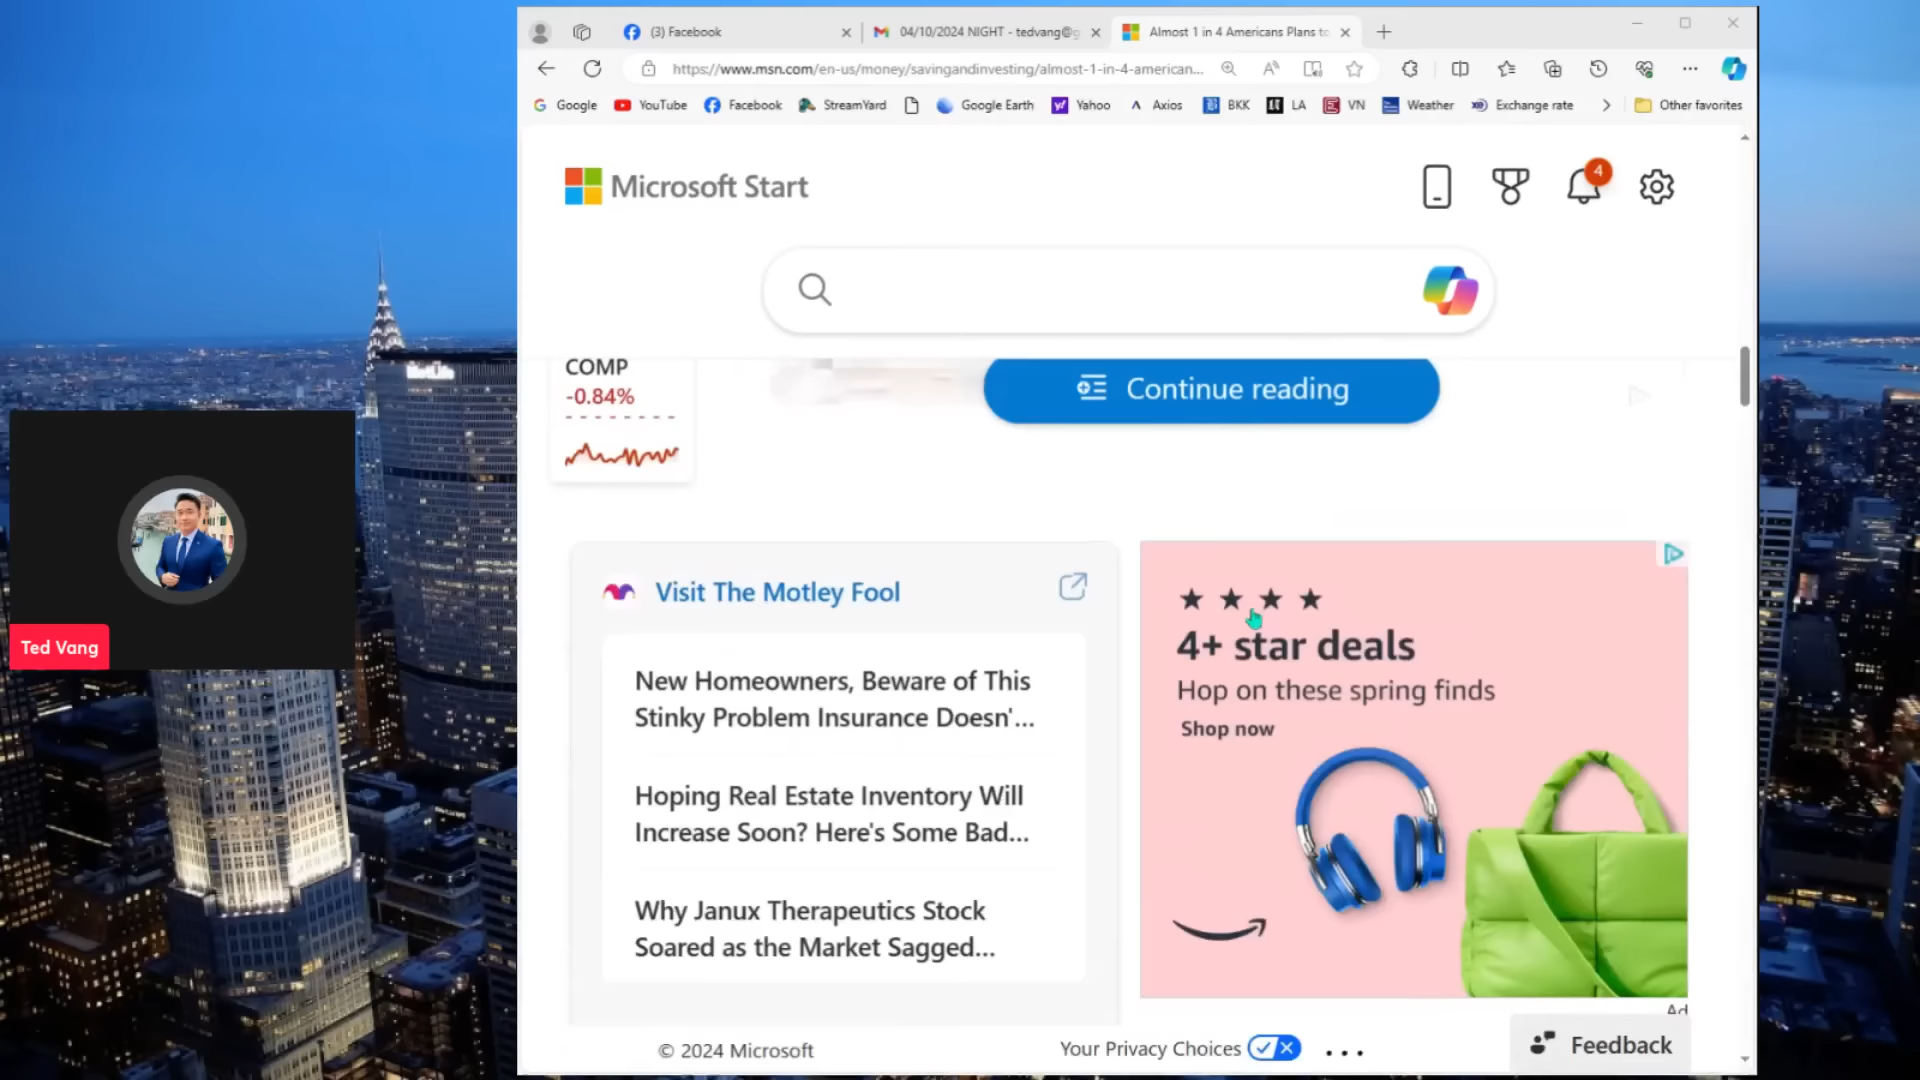 (3) Facebook
04/10/2024 NIGHT - tedvang@g
Almost 1 in 4 Americans Plans to
https://www.msn.com/en-us/money/savingandinvesting/almost-1-in-4-american...
Google
YouTube
Facebook
StreamYard
Google Earth
Yahoo
Axios
BKK
LA
VN
Weather
Exchange rate
Other favorites
Microsoft Start
4
COMP
-0.84%
Continue reading
Visit The Motley Fool
New Homeowners, Beware of This
Stinky Problem Insurance Doesn'...
Hoping Real Estate Inventory Will
Increase Soon? Here's Some Bad...
Why Janux Therapeutics Stock
Soared as the Market Sagged...
4+ star deals
Hop on these spring finds
Shop now
Ad
© 2024 Microsoft
Your Privacy Choices
...
Feedback
MetLife
Ted Vang